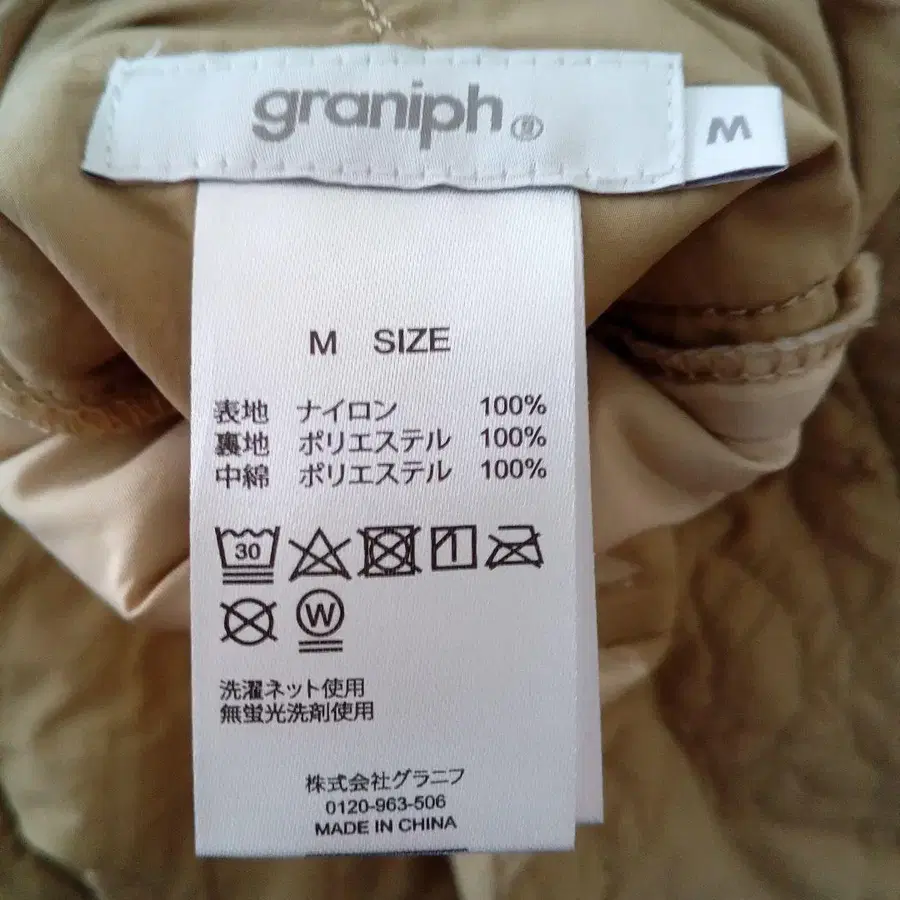 graniph®
M
M SIZE
表地 ナイロン 100%
裏地 ポリエステル 100%
中綿 ポリエステル 100%
30
W
洗濯ネット使用
無蛍光洗剤使用
株式会社グラニフ
0120-963-506
MADE IN CHINA